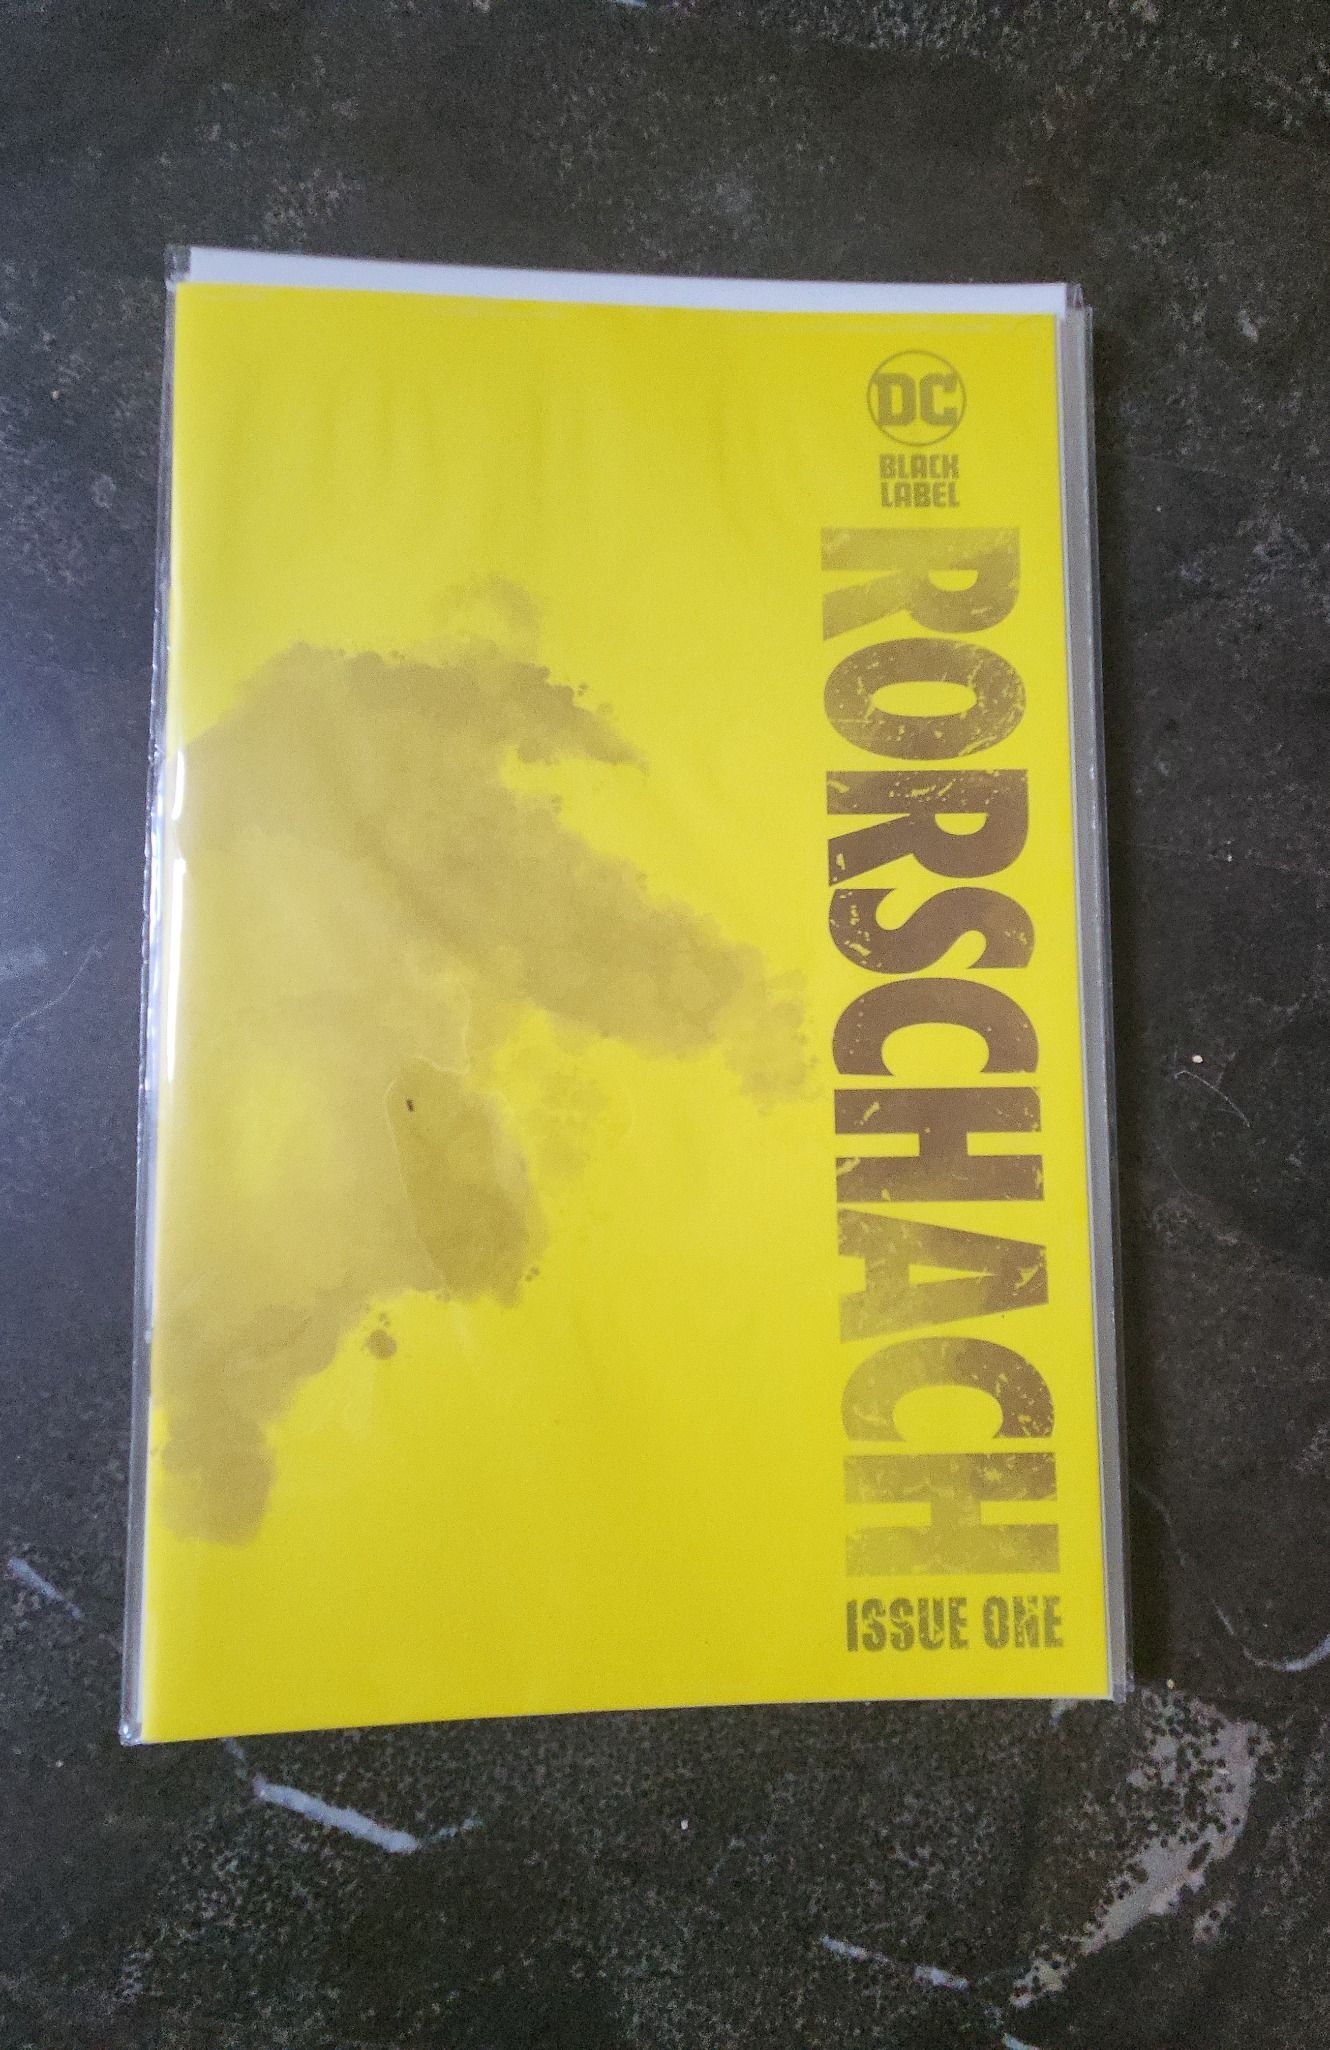 DC
BLACK
LABEL
RORSCHACH
ISSUE ONE